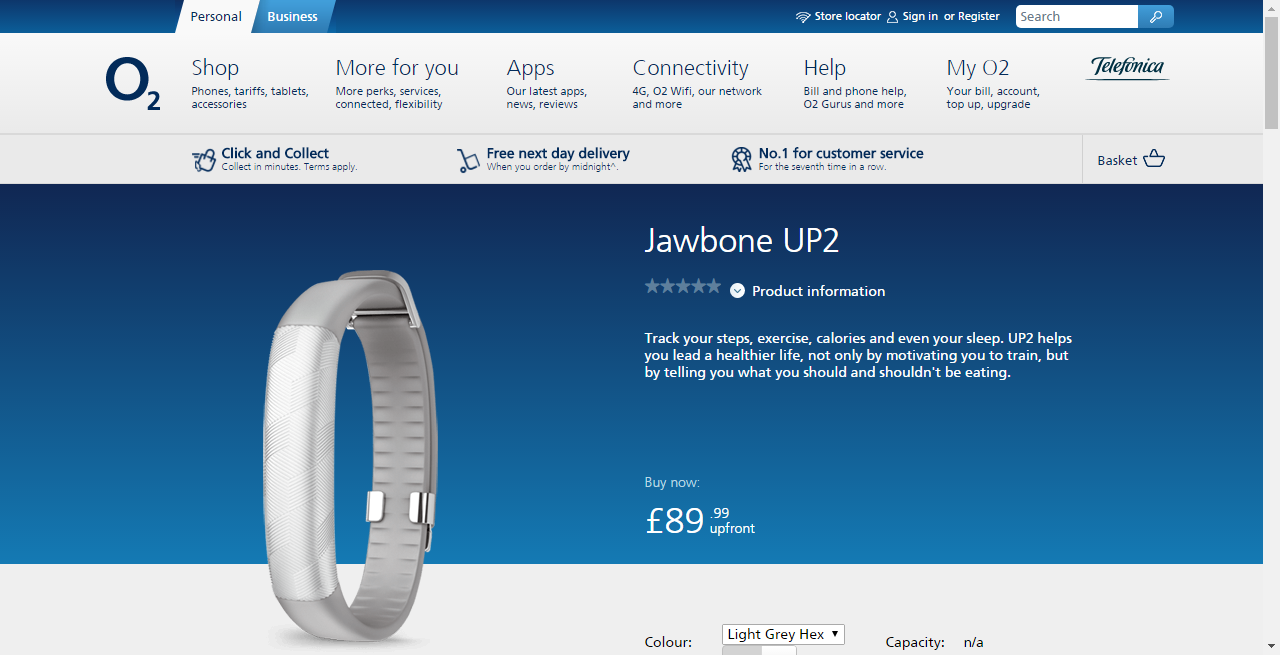 Personal
Business
Store locator
Sign in or Register
Search
O2
Shop
Phones, tariffs, tablets,
accessories
More for you
More perks, services,
connected, flexibility
Apps
Our latest apps,
news, reviews
Connectivity
4G, O2 Wifi, our network
and more
Help
Bill and phone help,
O2 Gurus and more
My O2
Your bill, account,
top up, upgrade
Telefónica
Click and Collect
Collect in minutes. Terms apply.
Free next day delivery
When you order by midnight^.
No.1 for customer service
For the seventh time in a row.
Basket
Jawbone UP2
Product information
Track your steps, exercise, calories and even your sleep. UP2 helps
you lead a healthier life, not only by motivating you to train, but
by telling you what you should and shouldn't be eating.
Buy now:
£89.99
upfront
Colour:
Light Grey Hex
Capacity:
n/a